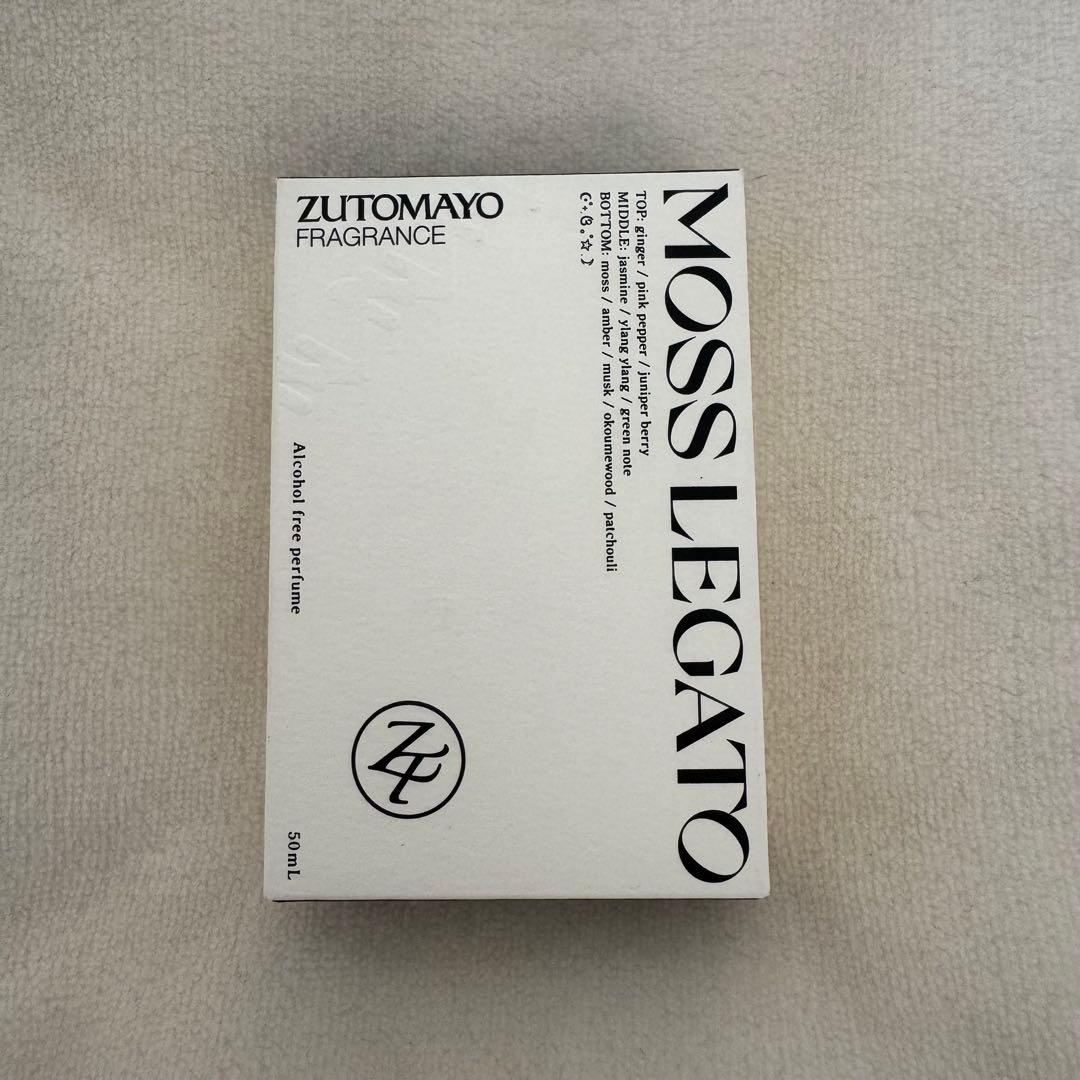 ZUTOMAYO
FRAGRANCE
MOSS LEGATO
TOP: ginger / pink pepper / juniper berry
MIDDLE: jasmine / ylang ylang / green note
BOTTOM: moss / amber / musk / okoumewood / patchouli
Alcohol free perfume
50mL